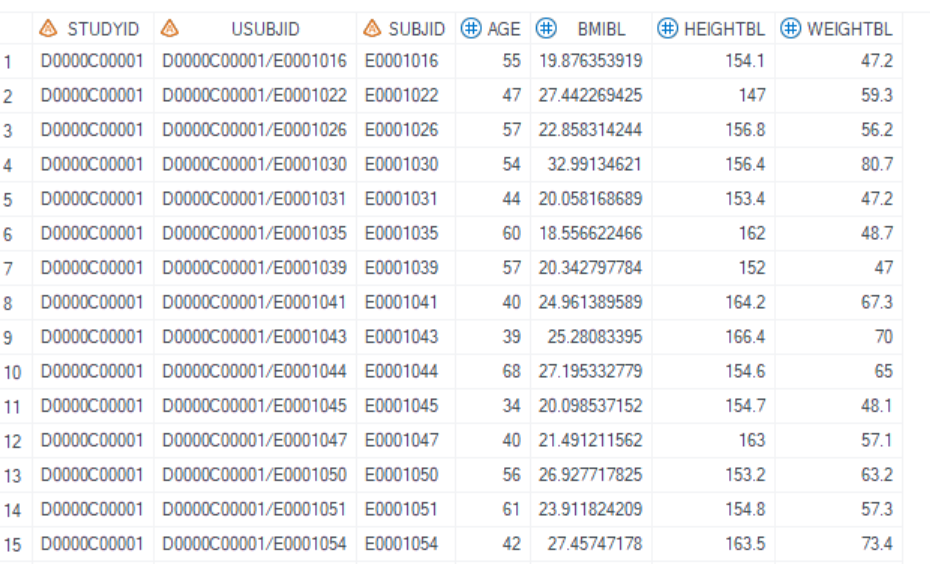 STUDYID USUBJID SUBJID AGE BMIBL HEIGHTBL WEIGHTBL
1 D0000C00001 D0000C00001/E0001016 E0001016 55 19.876353919 154.1 47.2
2 D0000C00001 D0000C00001/E0001022 E0001022 47 27.442269425 147 59.3
3 D0000C00001 D0000C00001/E0001026 E0001026 57 22.858314244 156.8 56.2
4 D0000C00001 D0000C00001/E0001030 E0001030 54 32.99134621 156.4 80.7
5 D0000C00001 D0000C00001/E0001031 E0001031 44 20.058168689 153.4 47.2
6 D0000C00001 D0000C00001/E0001035 E0001035 60 18.556622466 162 48.7
7 D0000C00001 D0000C00001/E0001039 E0001039 57 20.342797784 152 47
8 D0000C00001 D0000C00001/E0001041 E0001041 40 24.961389589 164.2 67.3
9 D0000C00001 D0000C00001/E0001043 E0001043 39 25.28083395 166.4 70
10 D0000C00001 D0000C00001/E0001044 E0001044 68 27.195332779 154.6 65
11 D0000C00001 D0000C00001/E0001045 E0001045 34 20.098537152 154.7 48.1
12 D0000C00001 D0000C00001/E0001047 E0001047 40 21.491211562 163 57.1
13 D0000C00001 D0000C00001/E0001050 E0001050 56 26.927717825 153.2 63.2
14 D0000C00001 D0000C00001/E0001051 E0001051 61 23.911824209 154.8 57.3
15 D0000C00001 D0000C00001/E0001054 E0001054 42 27.45747178 163.5 73.4